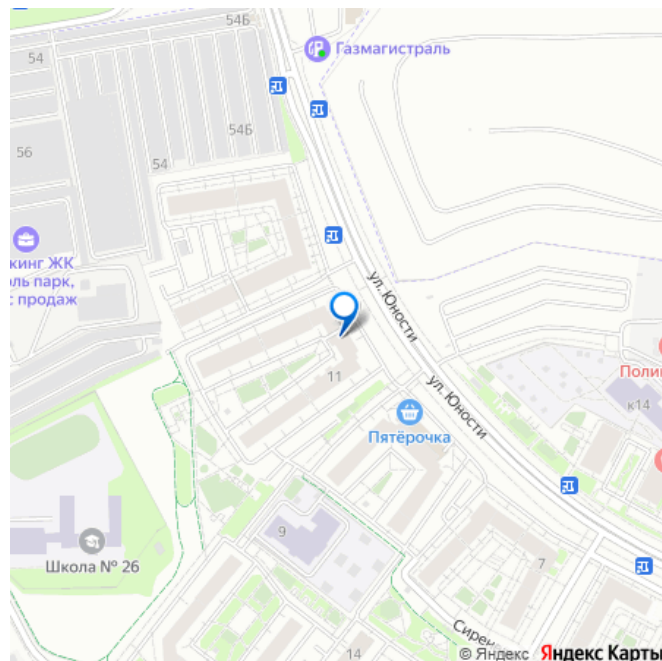 54Б
54
Газмагистраль
54Б
56
54
ул. Юности
кинг ЖК
ль парк,
с продаж
Поли
11
ул. Юности
к14
Пятёрочка
9
Школа № 26
7
Сирен
14
© Яндекс Яндекс Карты